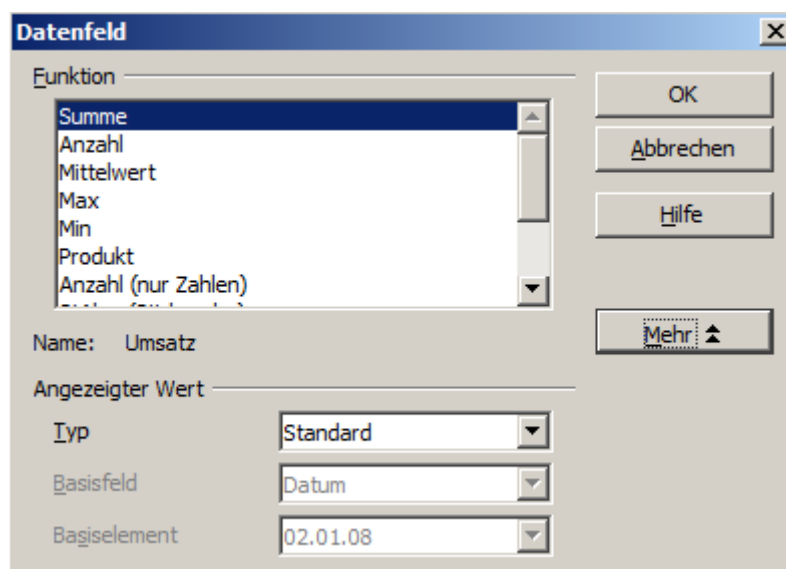 Datenfeld
Funktion
Summe
Anzahl
Mittelwert
Max
Min
Produkt
Anzahl (nur Zahlen)
OK
Abbrechen
Hilfe
Mehr
Name: Umsatz
Angezeigter Wert
Typ Standard
Basisfeld Datum
Basiselement 02.01.08